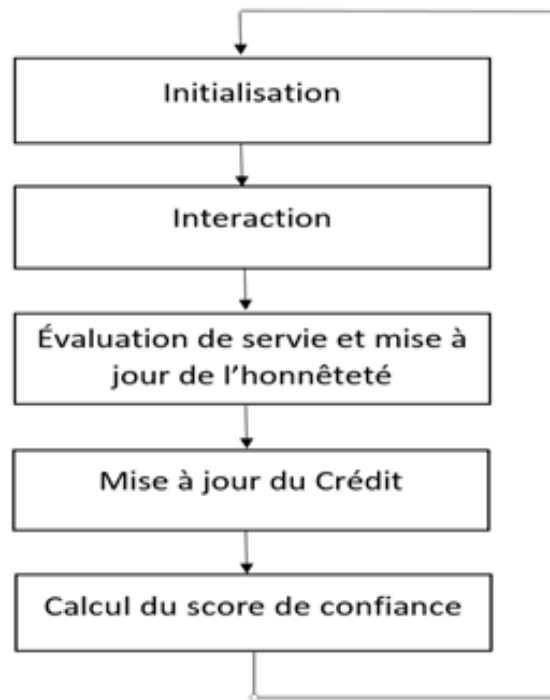 Initialisation
Interaction
Évaluation de servie et mise à
jour de l'honnêteté
Mise à jour du Crédit
Calcul du score de confiance